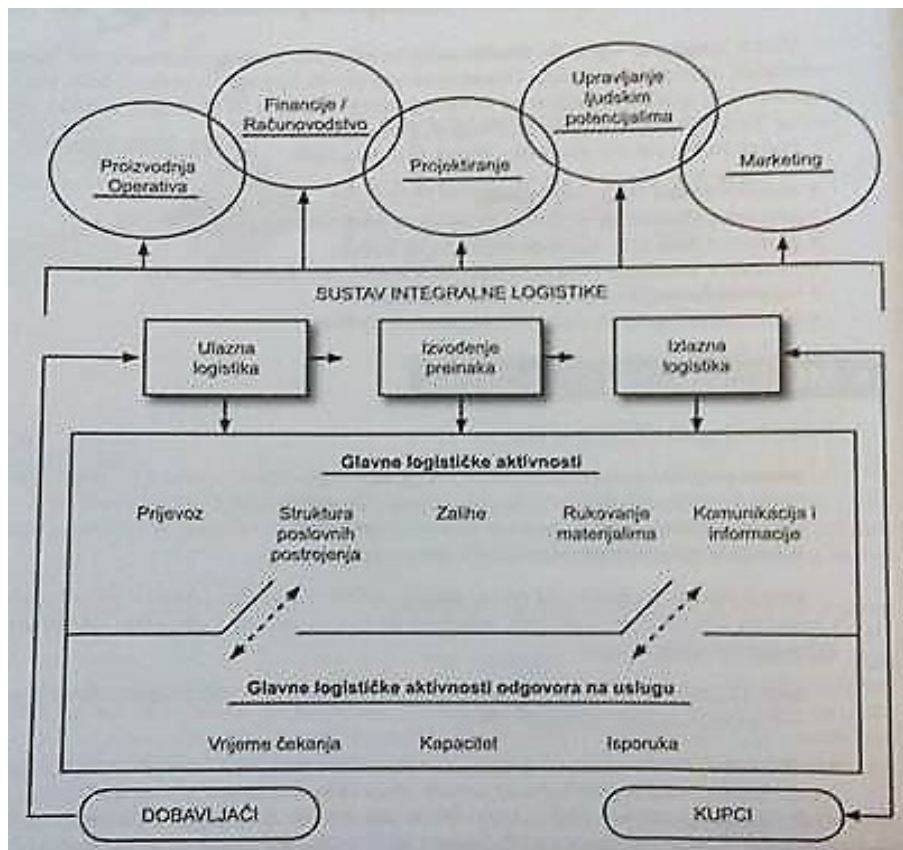 Proizvodnja
Operativa
Financije /
Računovodstvo
Projektiranje
Upravljanje
ljudskim
potencijalima
Marketing
SUSTAV INTEGRALNE LOGISTIKE
Ulazna
logistika
Izvođenje
preinaka
Izlazna
logistika
Glavne logističke aktivnosti
Prijevoz
Struktura
poslovnih
postrojenja
Zalihe
Rukovanje
materijalima
Komunikacija i
informacije
Glavne logističke aktivnosti odgovora na uslugu
Vrijeme čekanja
Kapacitet
Isporuka
DOBAVLJAČI
KUPCI